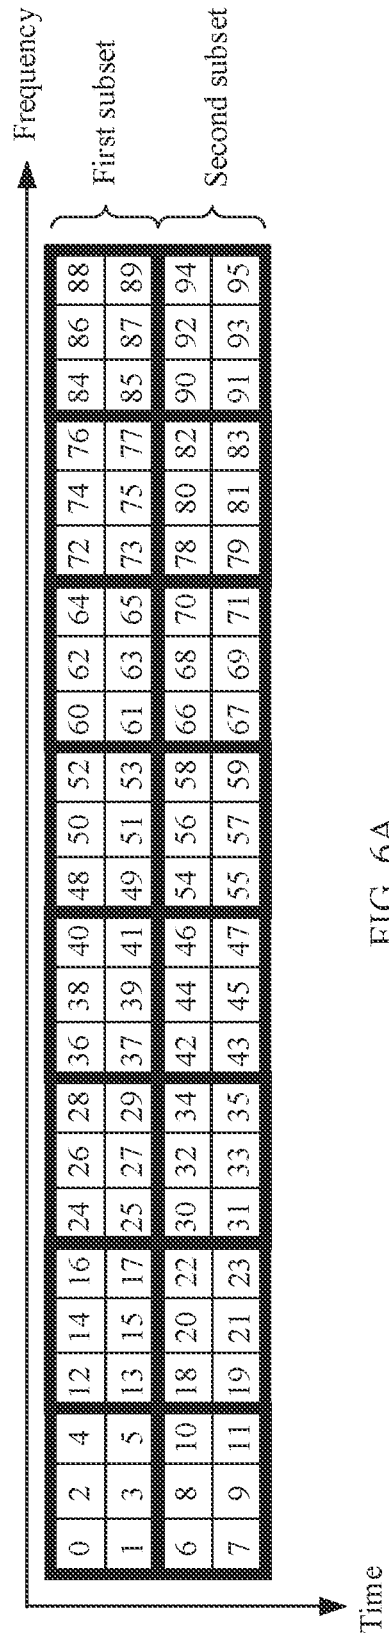 Frequency
0 2 4 12 14 16 24 26 28 36 38 40 48 50 52 60 62 64 72 74 76 84 86 88
1 3 5 13 15 17 25 27 29 37 39 41 49 51 53 61 63 65 73 75 77 85 87 89
First subset
6 8 10 18 20 22 30 32 34 42 44 46 54 56 58 66 68 70 78 80 82 90 92 94
7 9 11 19 21 23 31 33 35 43 45 47 55 57 59 67 69 71 79 81 83 91 93 95
Second subset
Time
FIG. 6A